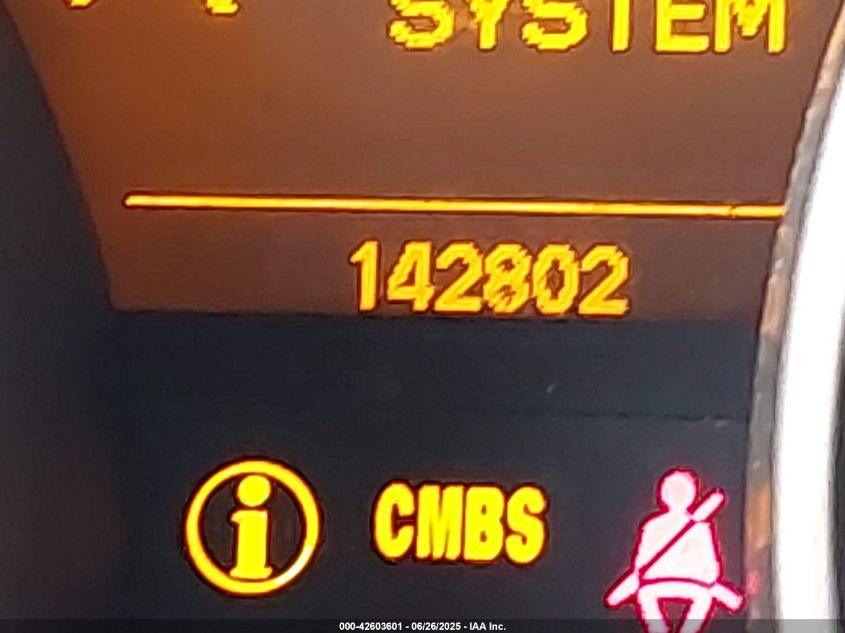 SYSTEM
142802
i CMBS
000-42603601 - 06/26/2025 - IAA Inc.